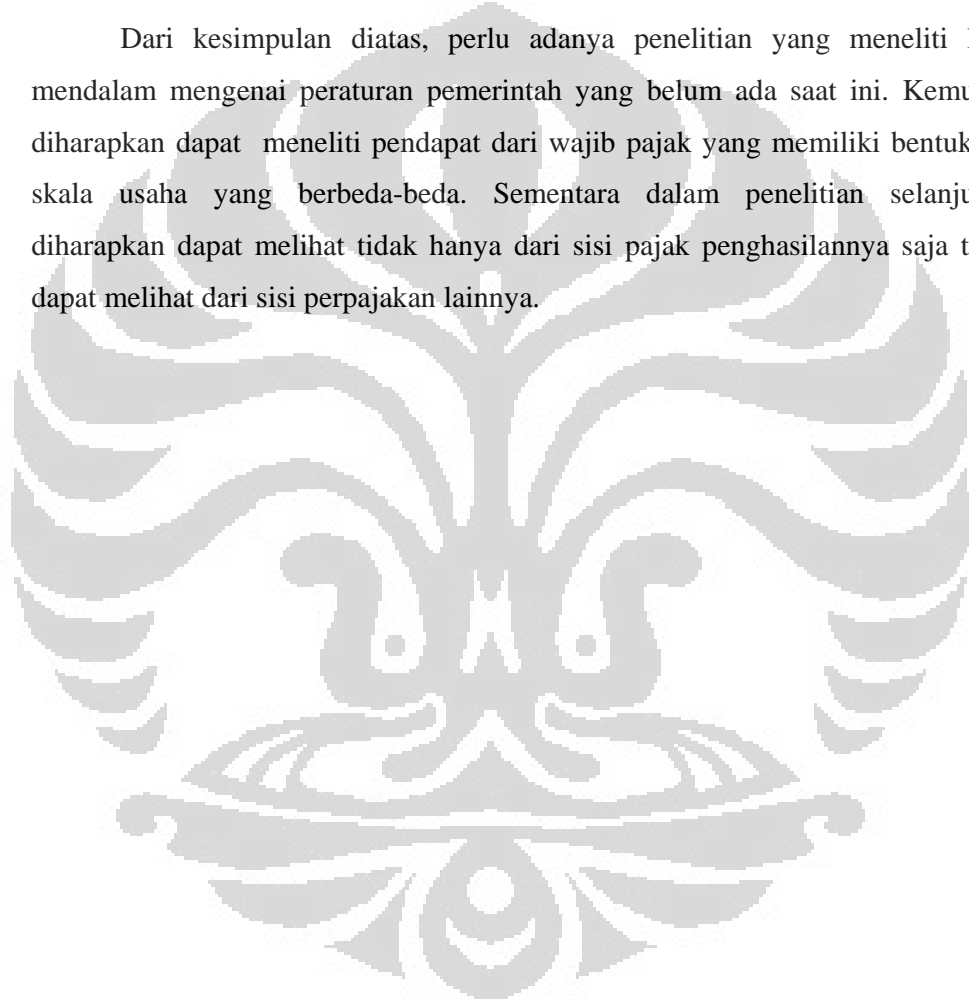 Dari kesimpulan diatas, perlu adanya penelitian yang meneliti
mendalam mengenai peraturan pemerintah yang belum ada saat ini. Kemu
diharapkan dapat meneliti pendapat dari wajib pajak yang memiliki bentuk
skala usaha yang berbeda-beda. Sementara dalam penelitian selanju
diharapkan dapat melihat tidak hanya dari sisi pajak penghasilannya saja t
dapat melihat dari sisi perpajakan lainnya.